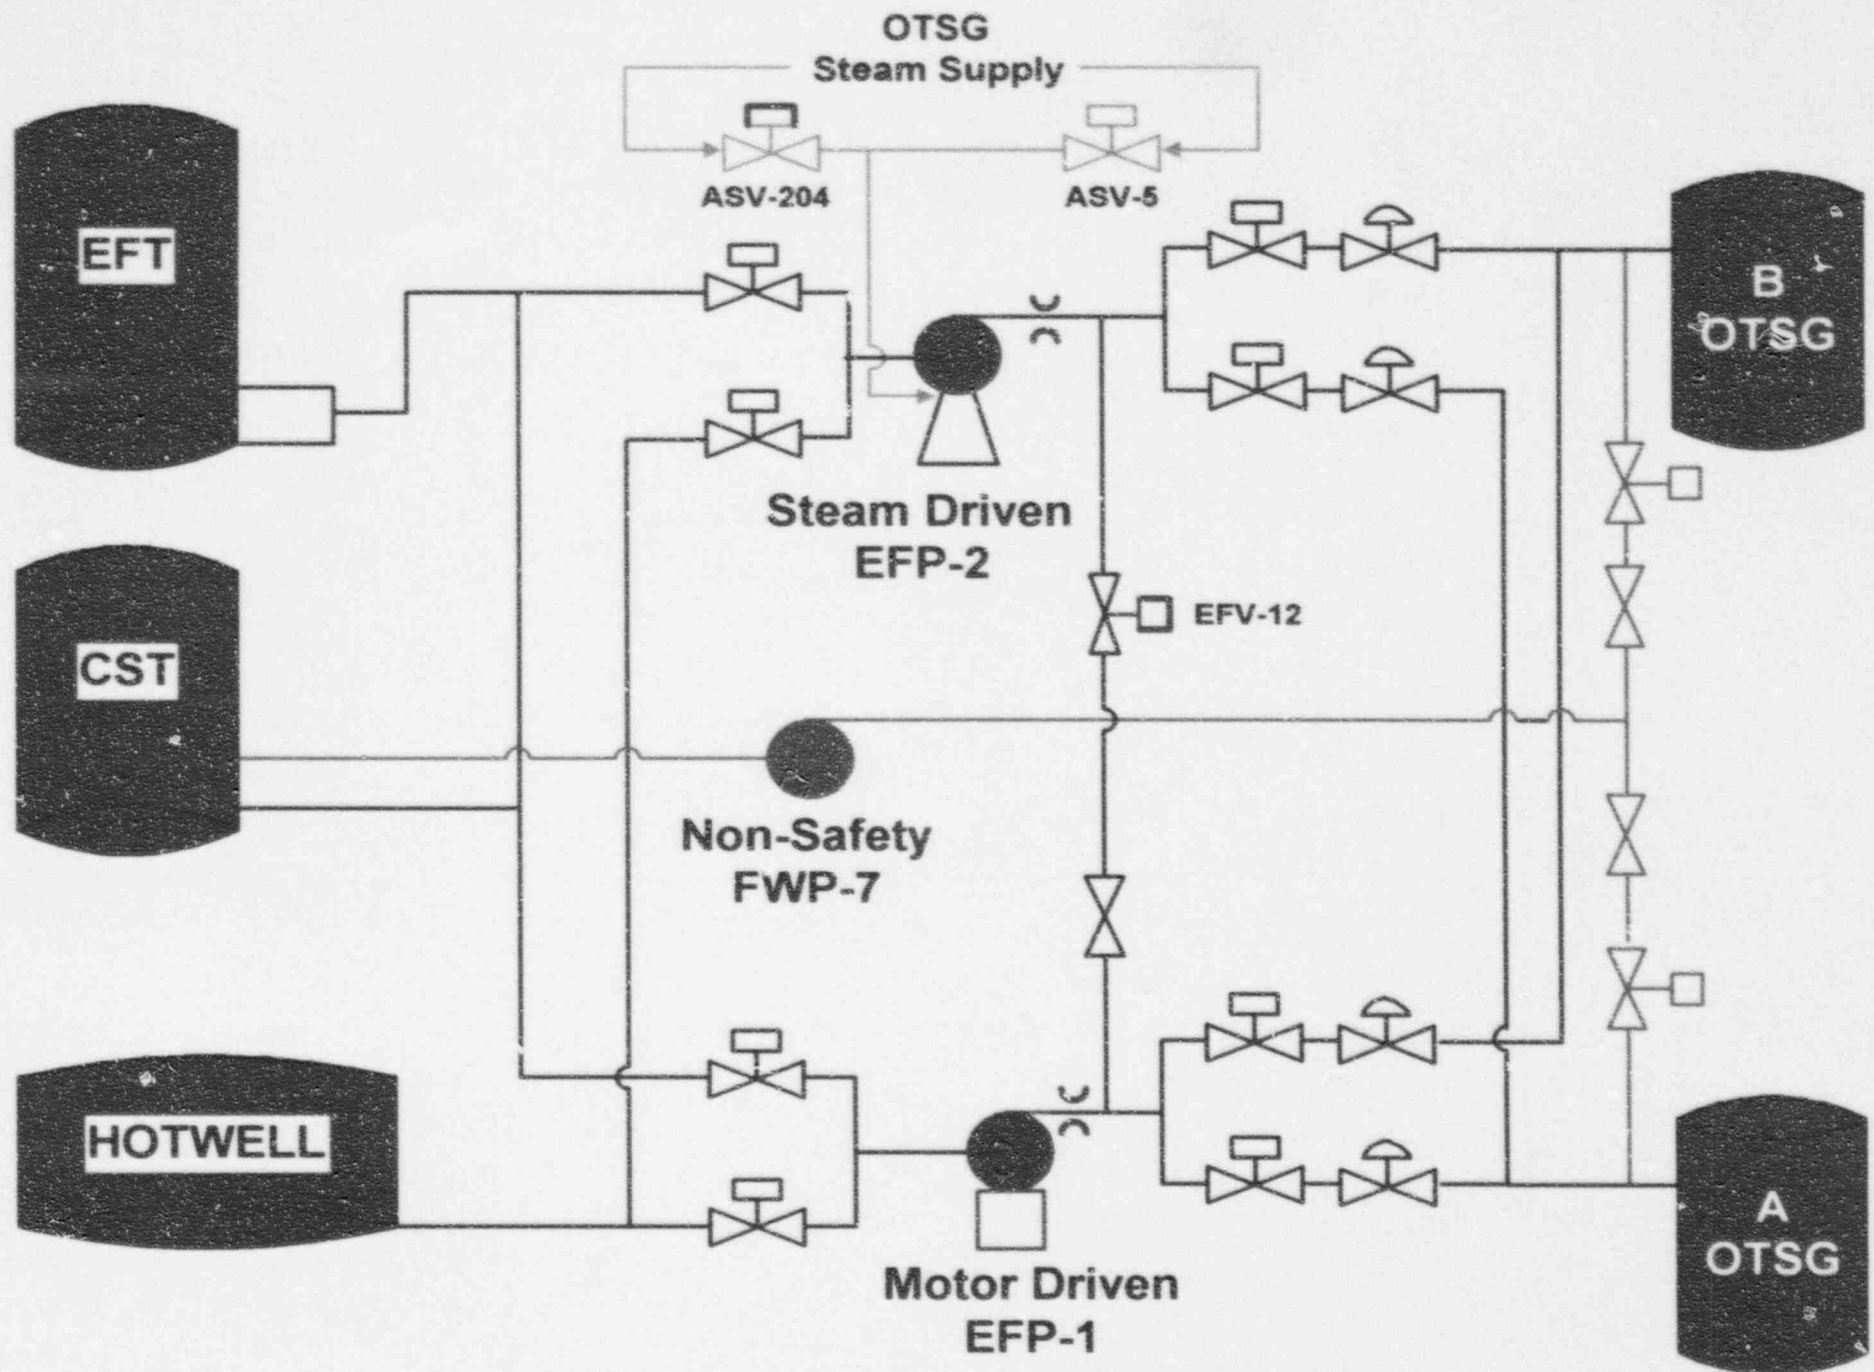 OTSG
Steam Supply
ASV-204
ASV-5
EFT
B
OTSG
Steam Driven
EFP-2
EFV-12
CST
Non-Safety
FWP-7
HOTWELL
A
OTSG
Motor Driven
EFP-1